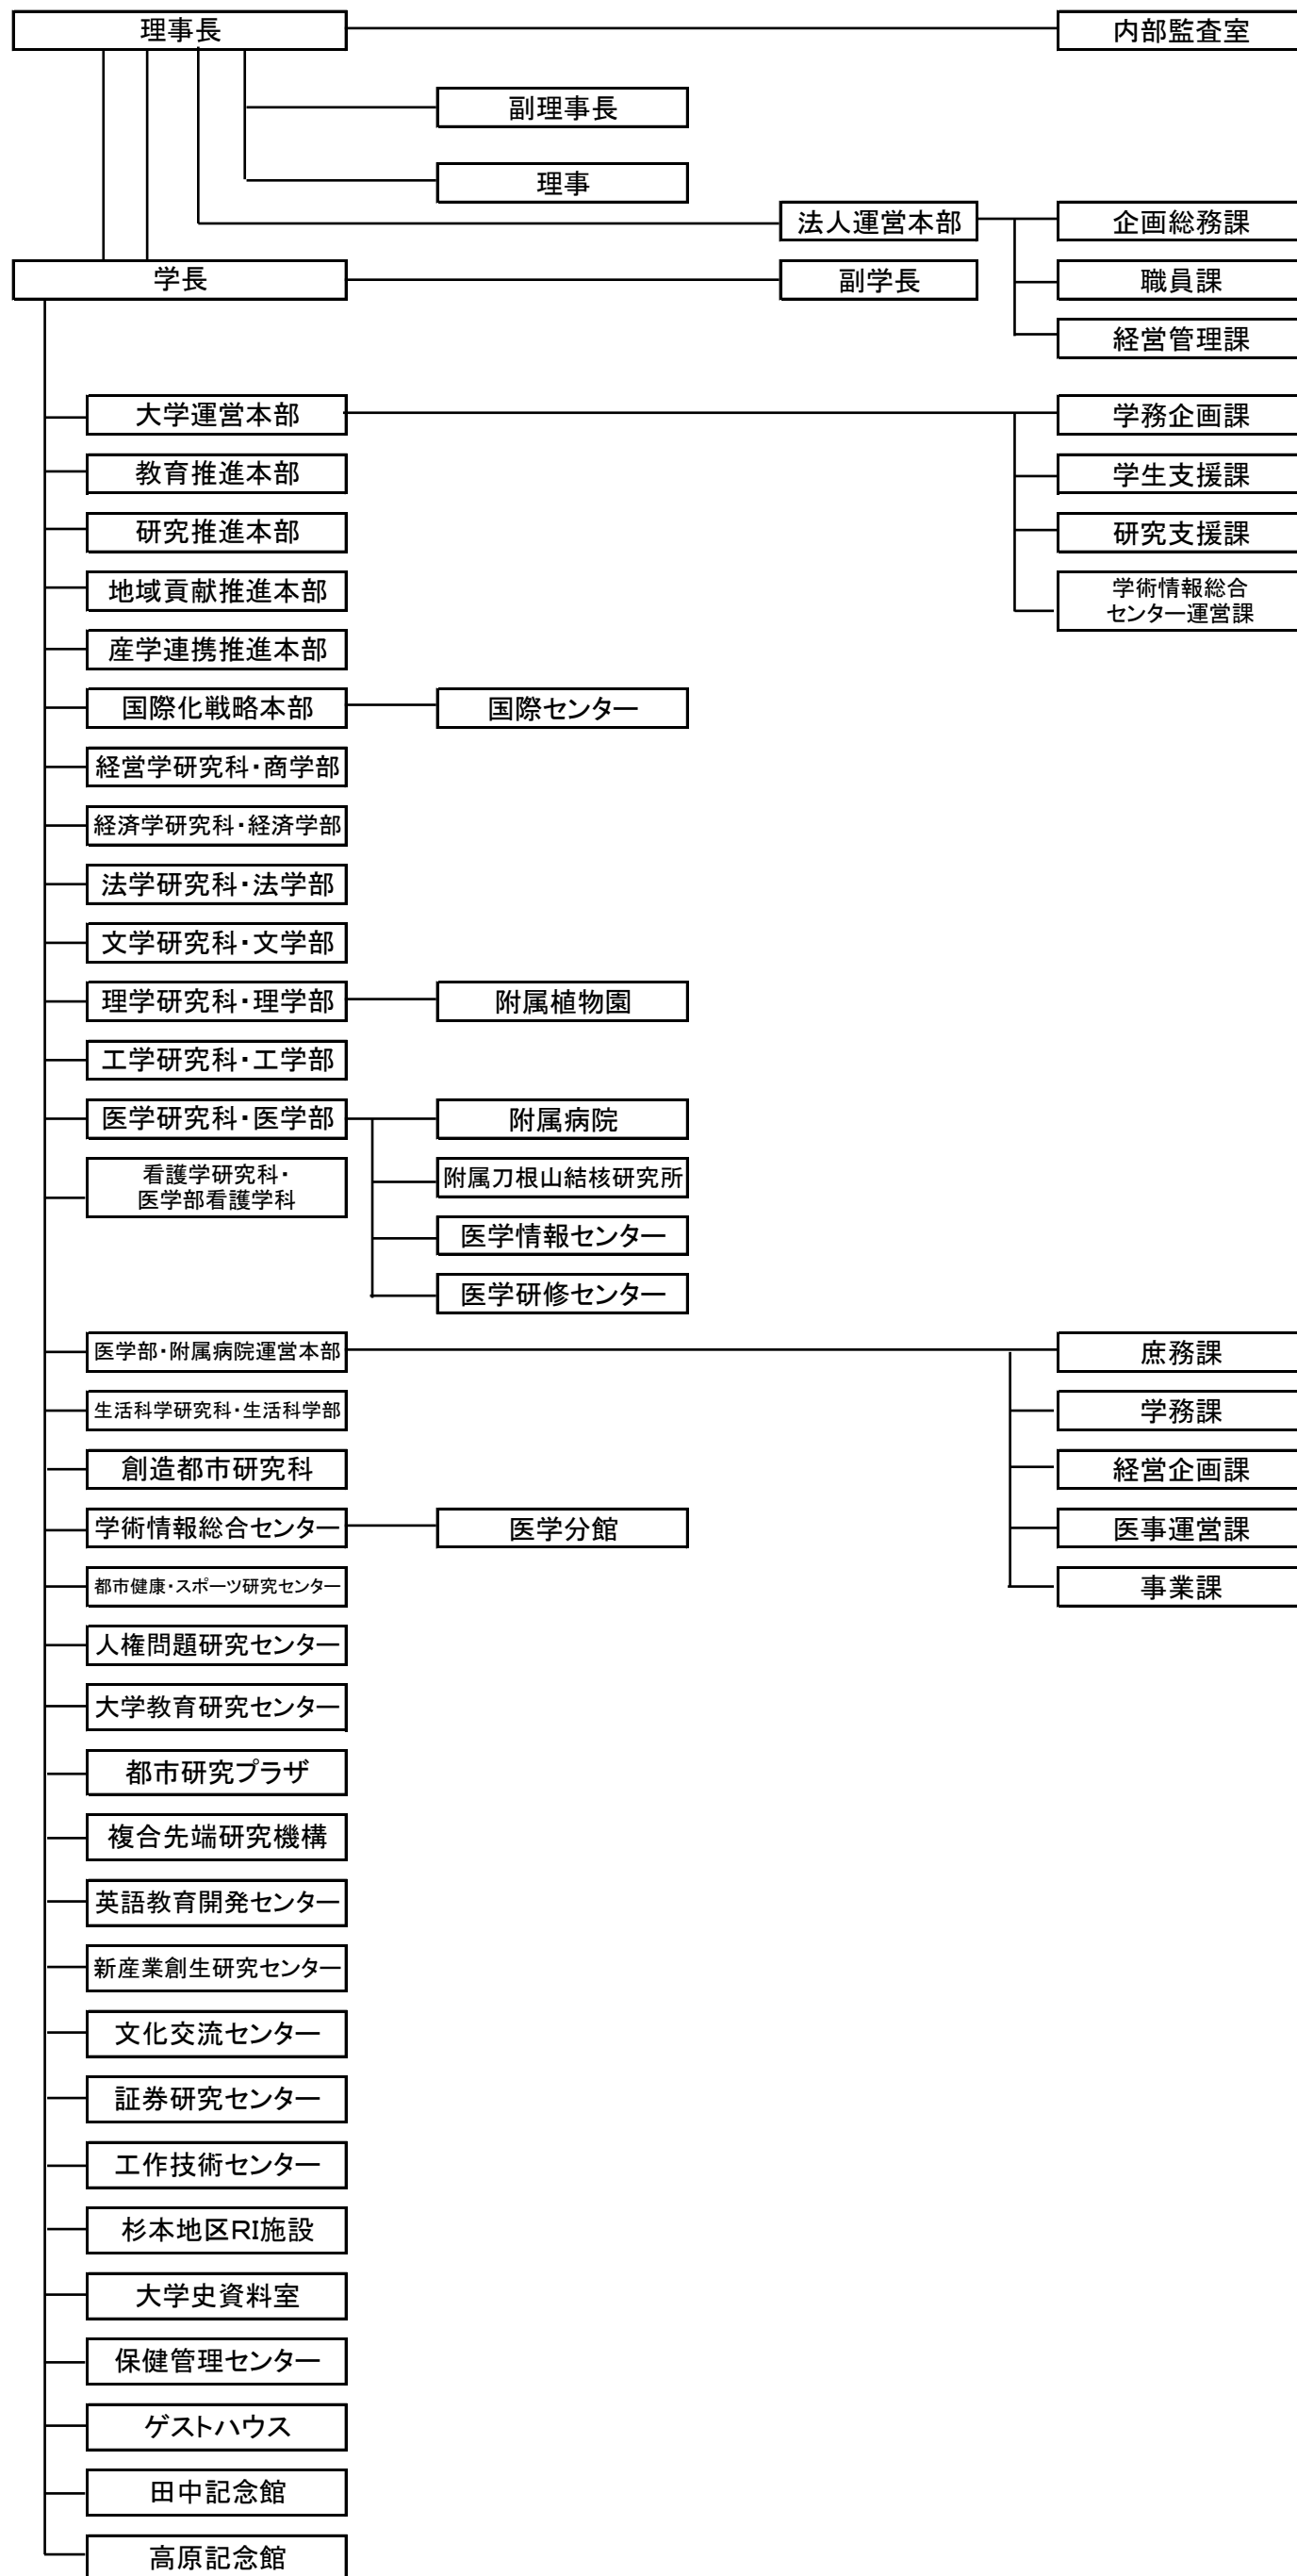 理事長
内部監査室
副理事長
理事
法人運営本部
企画総務課
学長
副学長
職員課
経営管理課
大学運営本部
学務企画課
教育推進本部
学生支援課
研究推進本部
研究支援課
地域貢献推進本部
学術情報総合
センター運営課
産学連携推進本部
国際化戦略本部
国際センター
経営学研究科・商学部
経済学研究科・経済学部
法学研究科・法学部
文学研究科・文学部
理学研究科・理学部
附属植物園
工学研究科・工学部
医学研究科・医学部
附属病院
看護学研究科・
医学部看護学科
附属刀根山結核研究所
医学情報センター
医学研修センター
医学部・附属病院運営本部
庶務課
生活科学研究科・生活科学部
学務課
創造都市研究科
経営企画課
学術情報総合センター
医学分館
医事運営課
都市健康・スポーツ研究センター
事業課
人権問題研究センター
大学教育研究センター
都市研究プラザ
複合先端研究機構
英語教育開発センター
新産業創生研究センター
文化交流センター
証券研究センター
工作技術センター
杉本地区RI施設
大学史資料室
保健管理センター
ゲストハウス
田中記念館
高原記念館